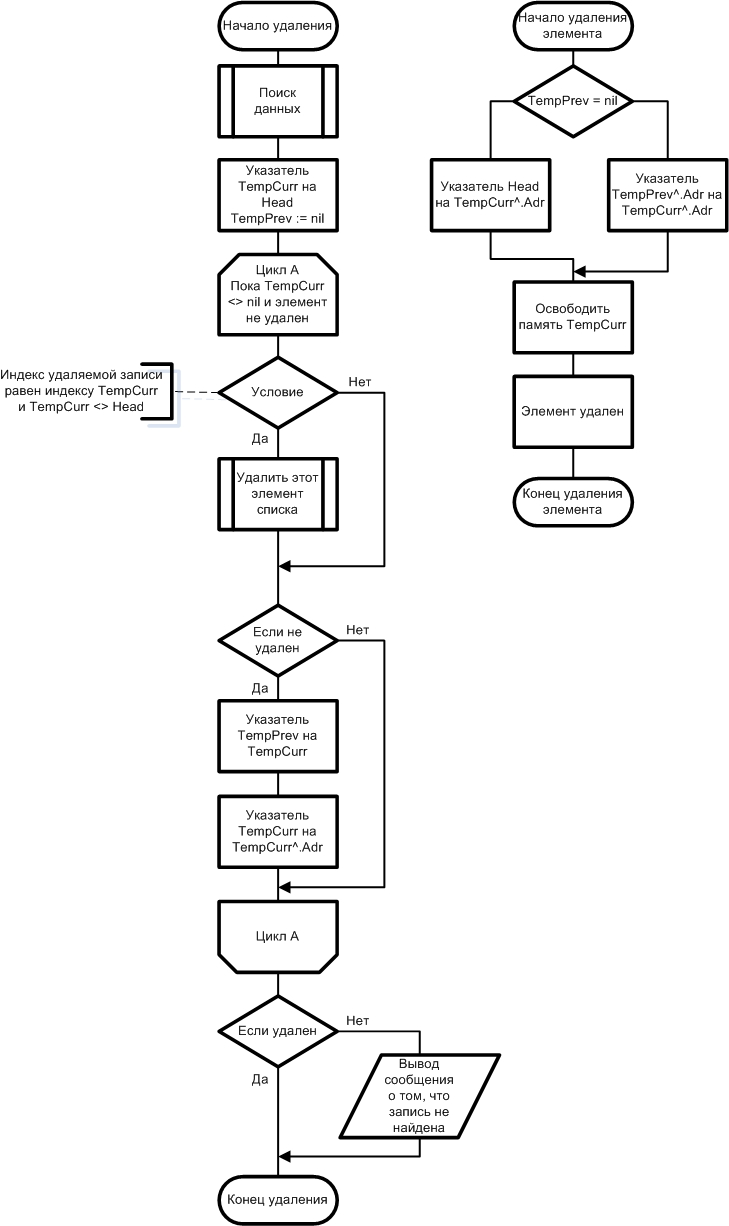 Начало удаления
Поиск
данных
Указатель
TempCurr на
Head
TempPrev := nil
Цикл А
Пока TempCurr
<> nil и элемент
не удален
Индекс удаляемой записи
равен индексу TempCurr
и TempCurr <> Head
Условие
Нет
Да
Удалить этот
элемент
списка
Если не
удален
Нет
Да
Указатель
TempPrev на
TempCurr
Указатель
TempCurr на
TempCurr^.Adr
Цикл А
Если удален
Нет
Да
Вывод
сообщения
о том, что
запись не
найдена
Конец удаления
Начало удаления
элемента
TempPrev = nil
Указатель Head
на TempCurr^.Adr
Указатель
TempPrev^.Adr на
TempCurr^.Adr
Освободить
память TempCurr
Элемент удален
Конец удаления
элемента